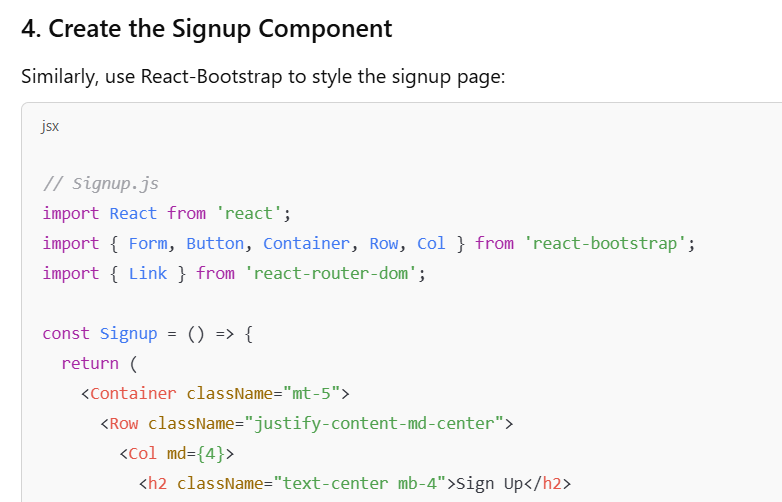 4. Create the Signup Component
Similarly, use React-Bootstrap to style the signup page:
jsx
// Signup.js
import React from 'react';
import { Form, Button, Container, Row, Col } from 'react-bootstrap';
import { Link } from 'react-router-dom';
const Signup = () => {
return (
<Container className="mt-5">
<Row className="justify-content-md-center">
<Col md={4}>
<h2 className="text-center mb-4">Sign Up</h2>